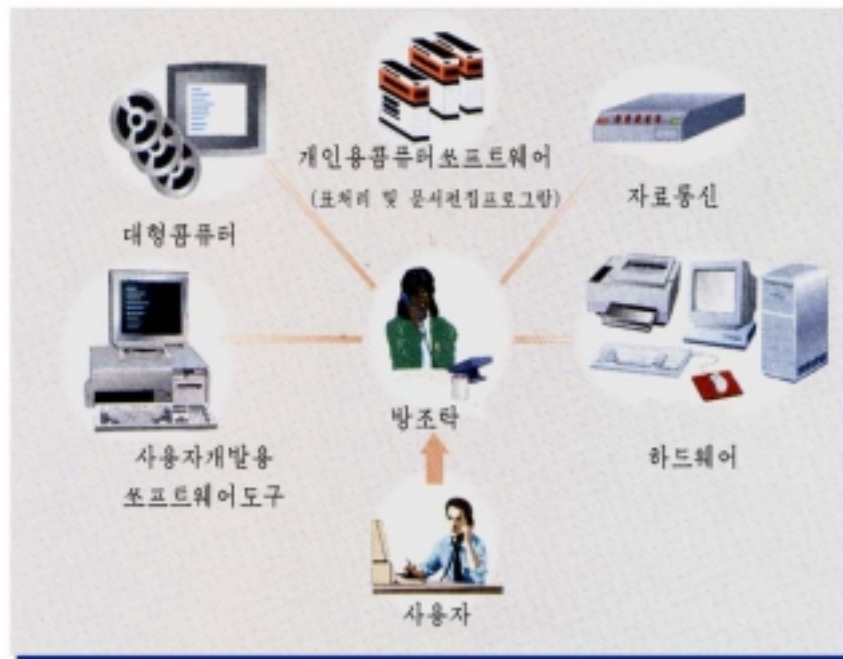 개인용콤퓨터쏘프트웨어
(표처리 및 문서편집프로그람)
대형콤퓨터
자료통신
방조탁
사용자개발용
쏘프트웨어도구
하드웨어
사용자